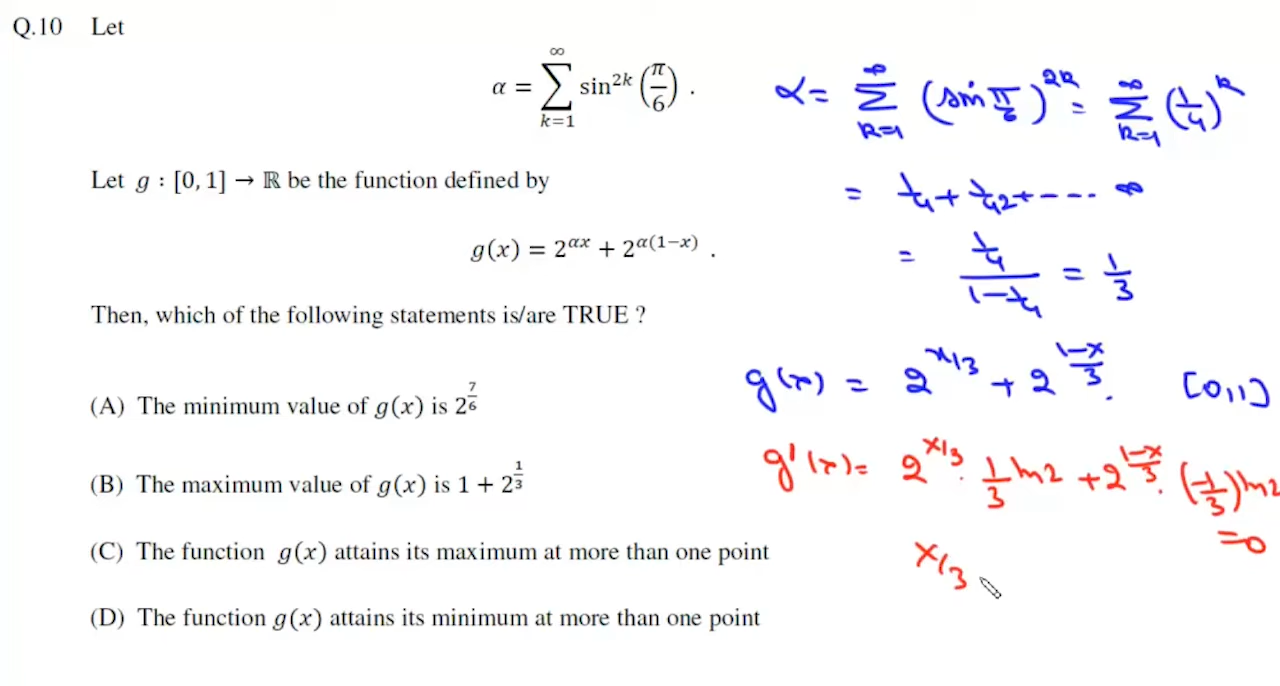 Q.10 Let
α = ∑_{k=1}^{∞} sin^{2k} (π/6) .
Let g : [0, 1] → ℝ be the function defined by
g(x) = 2^{αx} + 2^{α(1−x)} .
Then, which of the following statements is/are TRUE ?
(A) The minimum value of g(x) is 2^{7/6}
(B) The maximum value of g(x) is 1 + 2^{1/3}
(C) The function g(x) attains its maximum at more than one point
(D) The function g(x) attains its minimum at more than one point
α = ∑_{k=1}^{∞} (sin π/6)^{2k} = ∑_{k=1}^{∞} (1/4)^k
= 1/4 + 1/4^2 + ---- ∞
= (1/4)/(1 − 1/4) = 1/3
g(x) = 2^{x/3} + 2^{(1−x)/3} . [0,1]
g'(x) = 2^{x/3} . 1/3 ln2 + 2^{(1−x)/3} . (−1/3) ln2
=0
x/3